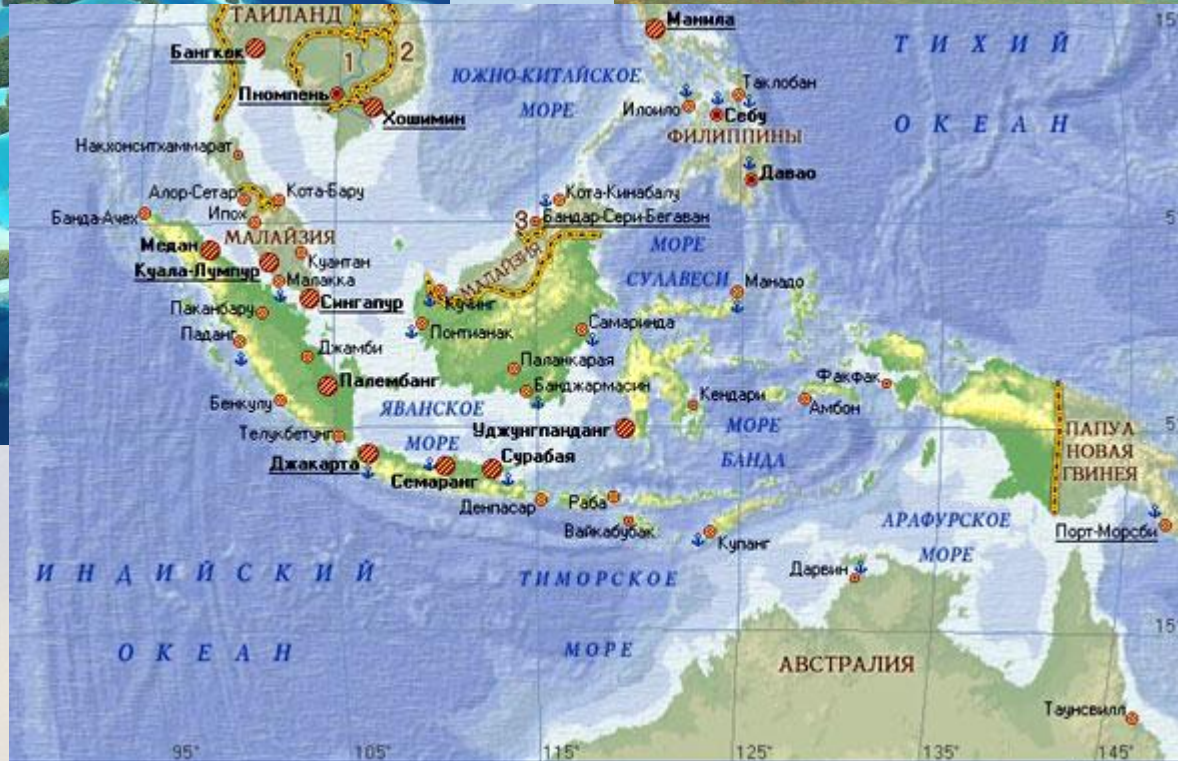 ТАИЛАНД
Манила
15
Бангкок
1
2
ТИХИЙ
ЮЖНО-КИТАЙСКОЕ
МОРЕ
Таклобан
Пномпень
Хошимин
Илоило
Себу
ОКЕАН
ФИЛИППИНЫ
Накхонситхаммарат
Давао
Алор-Сетар
Кота-Бару
Кота-Кинабалу
Банда-Ачех
Ипох
3
Бандар-Сери-Бегаван
5
МАЛАЙЗИЯ
Медан
Куантан
МОРЕ
СУЛАВЕСИ
Куала-Лумпур
МАЛАЙЗИЯ
Малакка
Манадо
Сингапур
Кучинг
Паканбару
Понтианак
Самаринда
Паданг
Джамби
Паланкарая
Палембанг
Банджармасин
Факфак
Кендари
Амбон
Бенкулу
ЯВАНСКОЕ
МОРЕ
Уджунгпанданг
МОРЕ
БАНДА
5
ПАПУА
НОВАЯ
ГВИНЕЯ
Телукбетунг
Джакарта
Сурабая
Семаранг
Денпасар
Раба
Вайкабубак
Купанг
АРАФУРСКОЕ
МОРЕ
Порт-Морсби
ИНДИЙСКИЙ
ОКЕАН
ТИМОРСКОЕ
МОРЕ
Дарвин
15
АВСТРАЛИЯ
Таунсвилл
95°
105
115°
125°
135°
145°